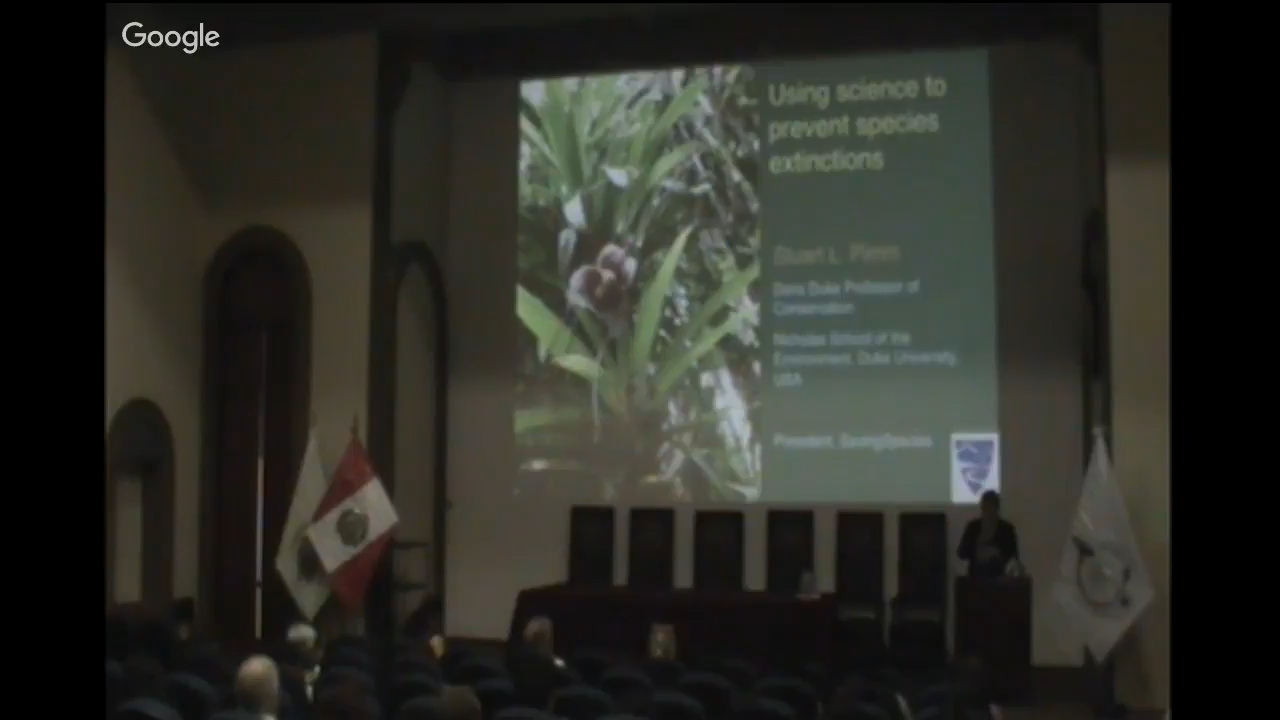 Google
Using science to
prevent species
extinctions
Stuart L. Pimm
Doris Duke Professor of
Conservation
Nicholas School of the
Environment, Duke University,
USA
President, SavingSpecies